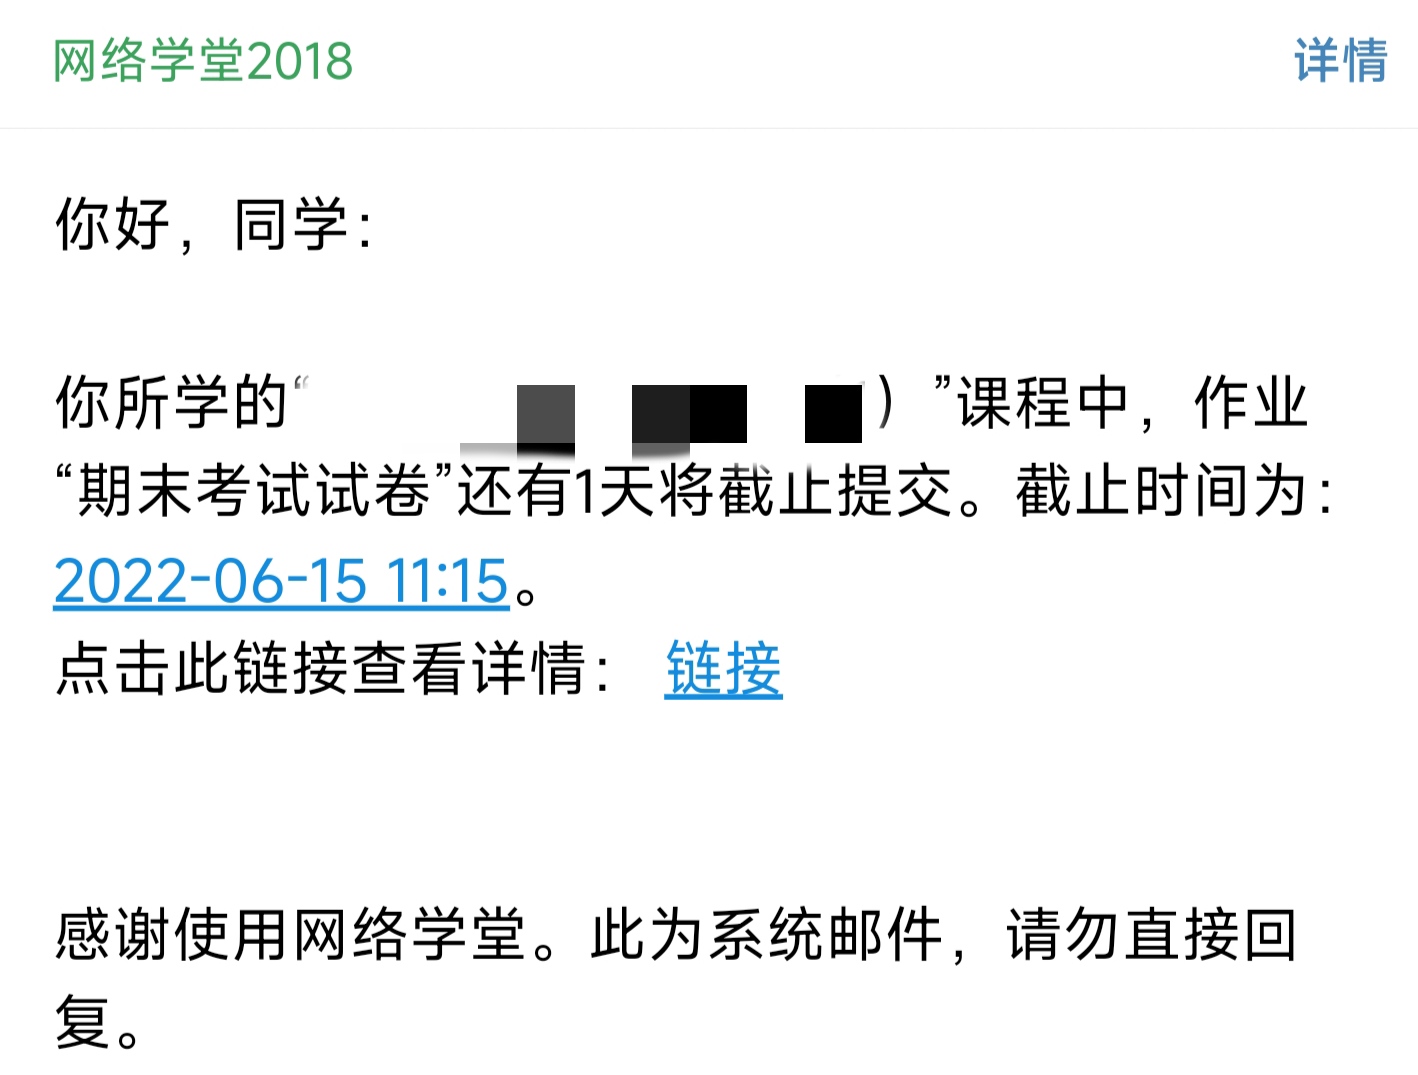 网络学堂2018 详情
你好，同学：
你所学的“ ）”课程中，作业
“期末考试试卷”还有1天将截止提交。截止时间为：
2022-06-15 11:15。
点击此链接查看详情： 链接
感谢使用网络学堂。此为系统邮件，请勿直接回
复。